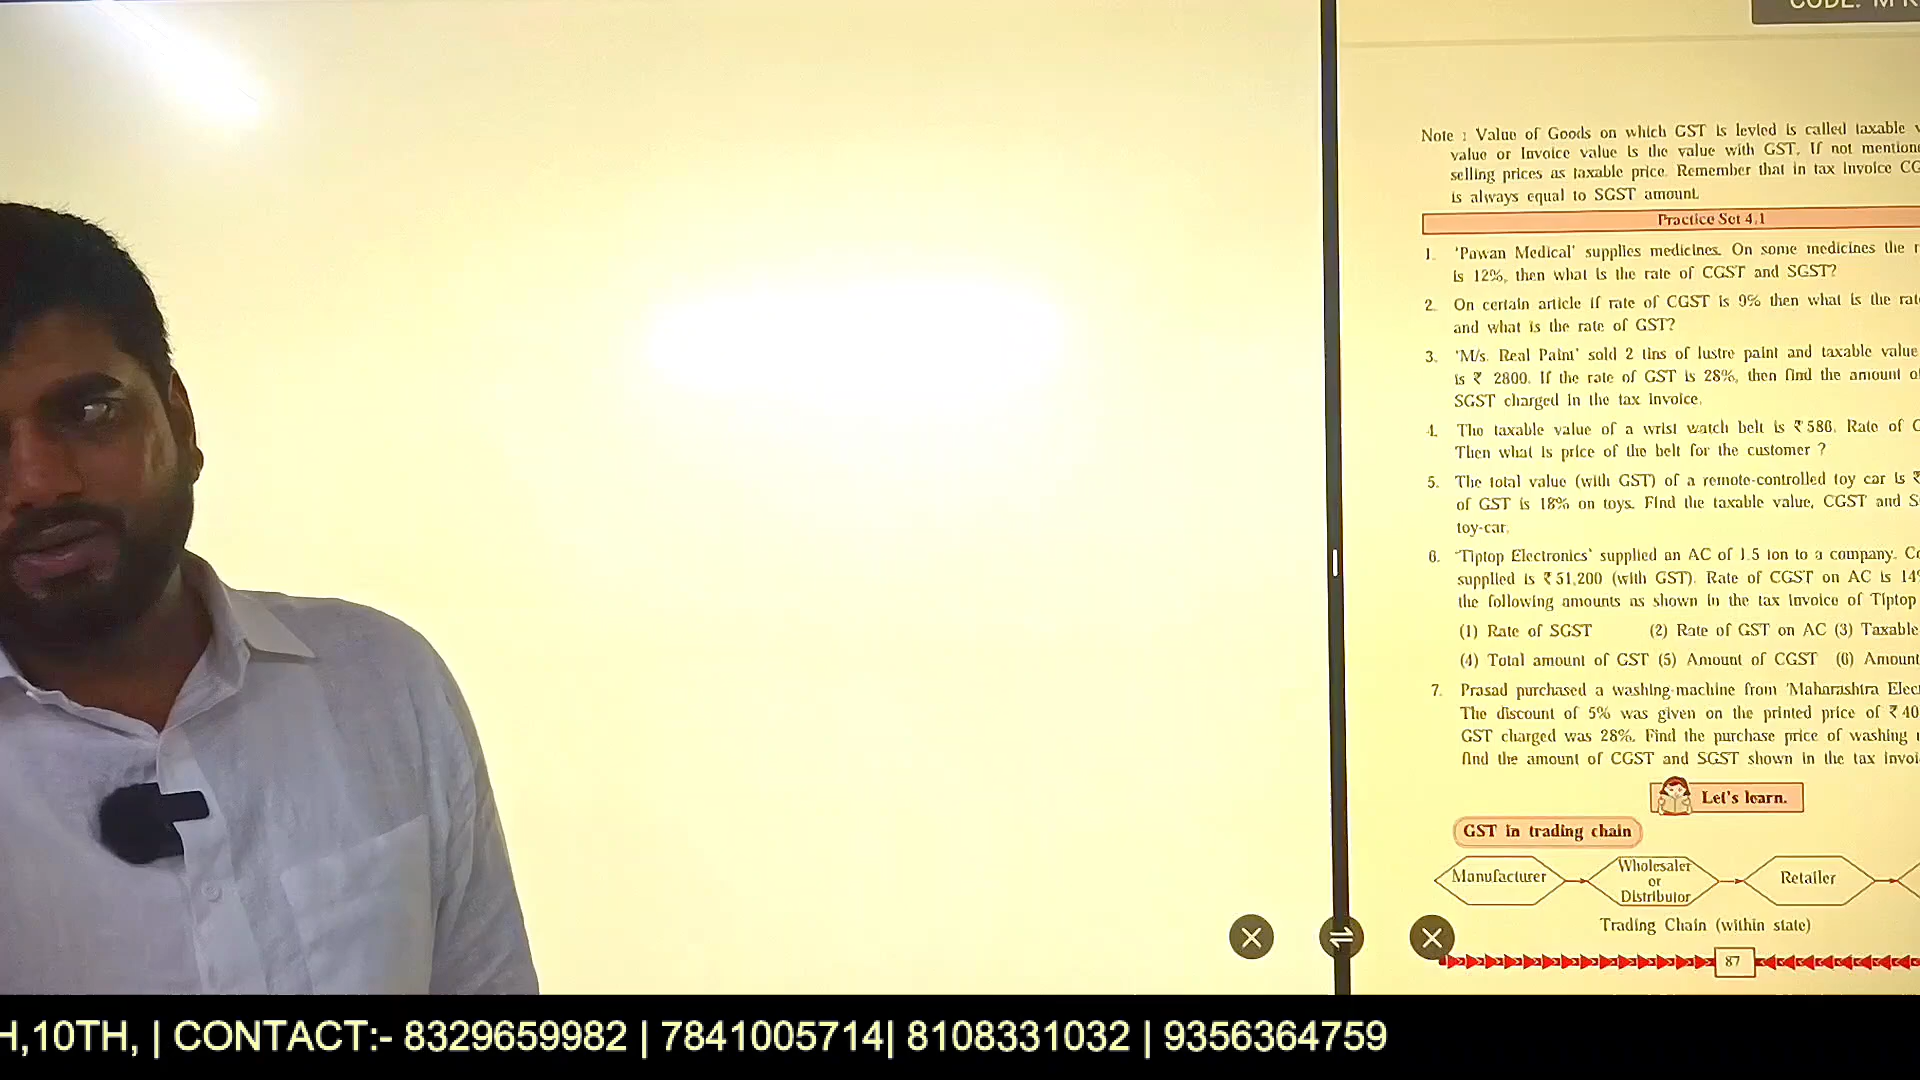 CODE: M
Note : Value of Goods on which GST is levied is called taxable
value or Invoice value is the value with GST. If not mention
selling prices as taxable price. Remember that in tax invoice CG
is always equal to SGST amount.
Practice Set 4.1
1. 'Pawan Medical' supplies medicines. On some medicines the r
is 12%, then what is the rate of CGST and SGST?
2. On certain article if rate of CGST is 9% then what is the rat
and what is the rate of GST?
3. 'M/s. Real Paint' sold 2 tins of lustre paint and taxable value
is ₹ 2800. If the rate of GST is 28%, then find the amount o
SGST charged in the tax invoice.
4. The taxable value of a wrist watch belt is ₹ 586. Rate of G
Then what is price of the belt for the customer ?
5. The total value (with GST) of a remote-controlled toy car is ₹
of GST is 18% on toys. Find the taxable value, CGST and S
toy-car.
6. 'Tiptop Electronics' supplied an AC of 1.5 ton to a company. Co
supplied is ₹ 51,200 (with GST). Rate of CGST on AC is 14%
the following amounts as shown in the tax invoice of Tiptop
(1) Rate of SGST (2) Rate of GST on AC (3) Taxable
(4) Total amount of GST (5) Amount of CGST (6) Amount
7. Prasad purchased a washing-machine from 'Maharashtra Elec
The discount of 5% was given on the printed price of ₹ 40
GST charged was 28%. Find the purchase price of washing
find the amount of CGST and SGST shown in the tax invoi
Let's learn.
GST in trading chain
Manufacturer
Wholesaler
or
Distributor
Retailer
Trading Chain (within state)
87
H,10TH, | CONTACT:- 8329659982 | 7841005714| 8108331032 | 9356364759